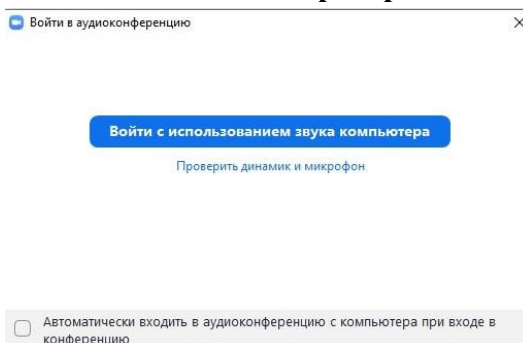 Войти в аудиоконференцию
Войти с использованием звука компьютера
Проверить динамик и микрофон
Автоматически входить в аудиоконференцию с компьютера при входе в
конференцию